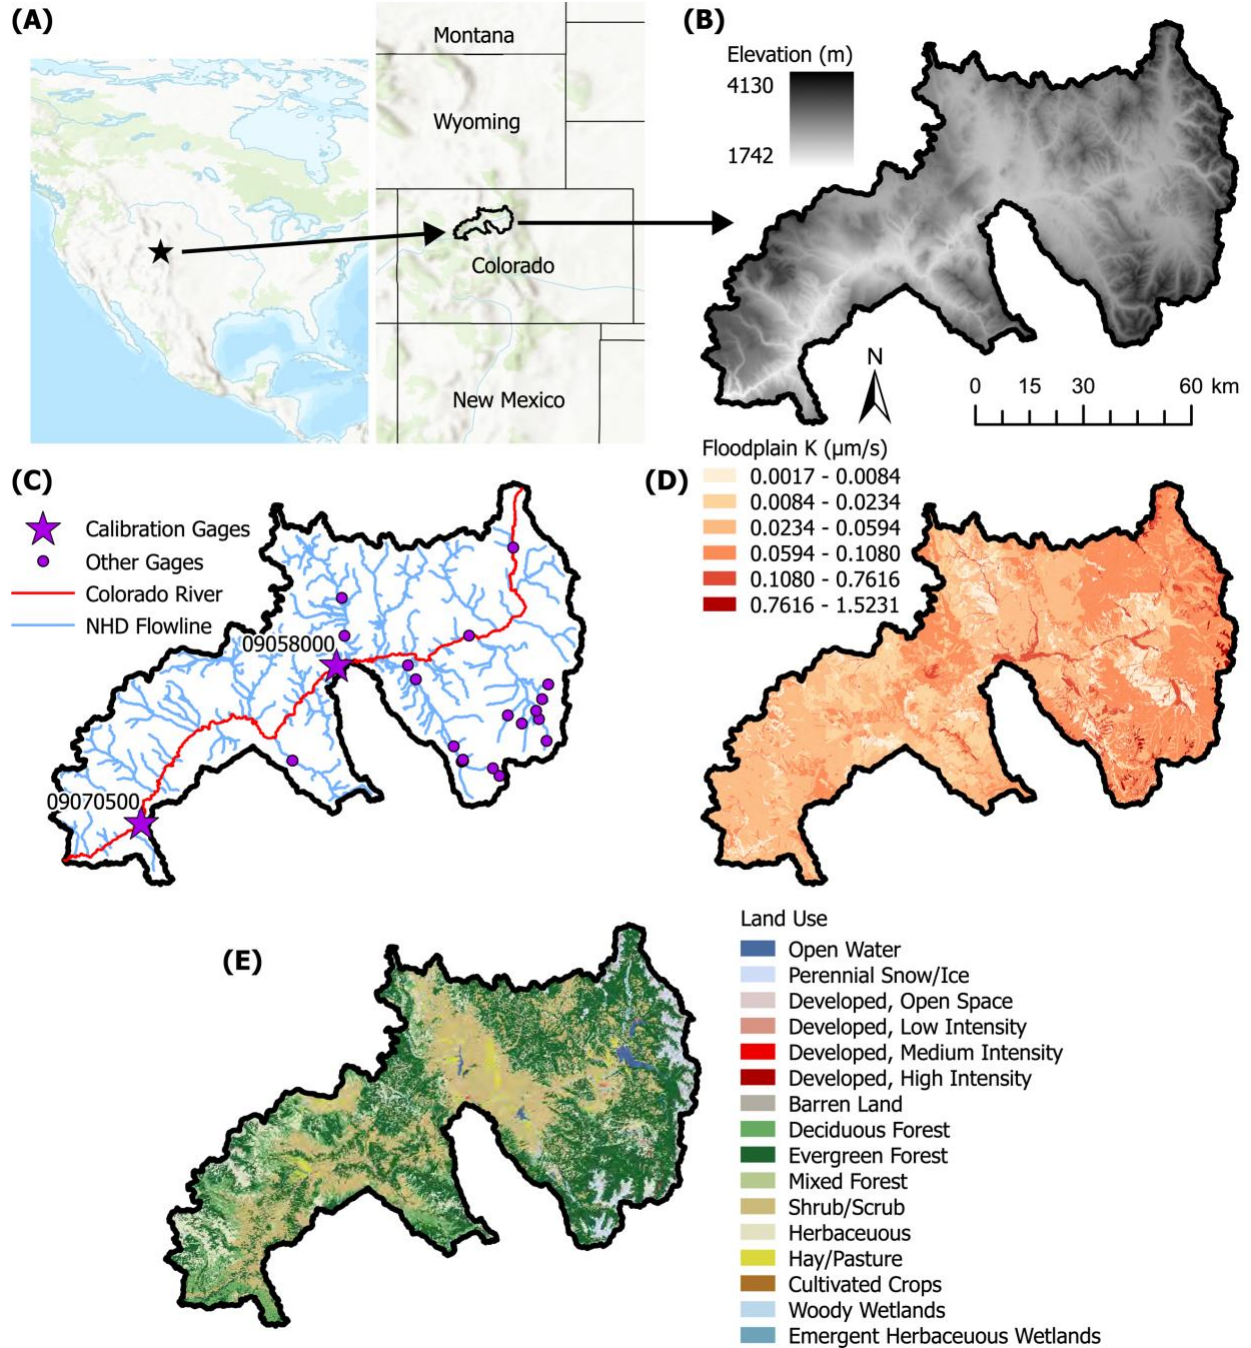 (A)
Montana
Wyoming
Colorado
New Mexico
(B)
Elevation (m)
4130
1742
N
0 15 30 60 km
(C)
Calibration Gages
Other Gages
Colorado River
NHD Flowline
09058000
09070500
Floodplain K (μm/s)
0.0017 - 0.0084
0.0084 - 0.0234
0.0234 - 0.0594
0.0594 - 0.1080
0.1080 - 0.7616
0.7616 - 1.5231
(D)
(E)
Land Use
Open Water
Perennial Snow/Ice
Developed, Open Space
Developed, Low Intensity
Developed, Medium Intensity
Developed, High Intensity
Barren Land
Deciduous Forest
Evergreen Forest
Mixed Forest
Shrub/Scrub
Herbaceuous
Hay/Pasture
Cultivated Crops
Woody Wetlands
Emergent Herbaceuous Wetlands